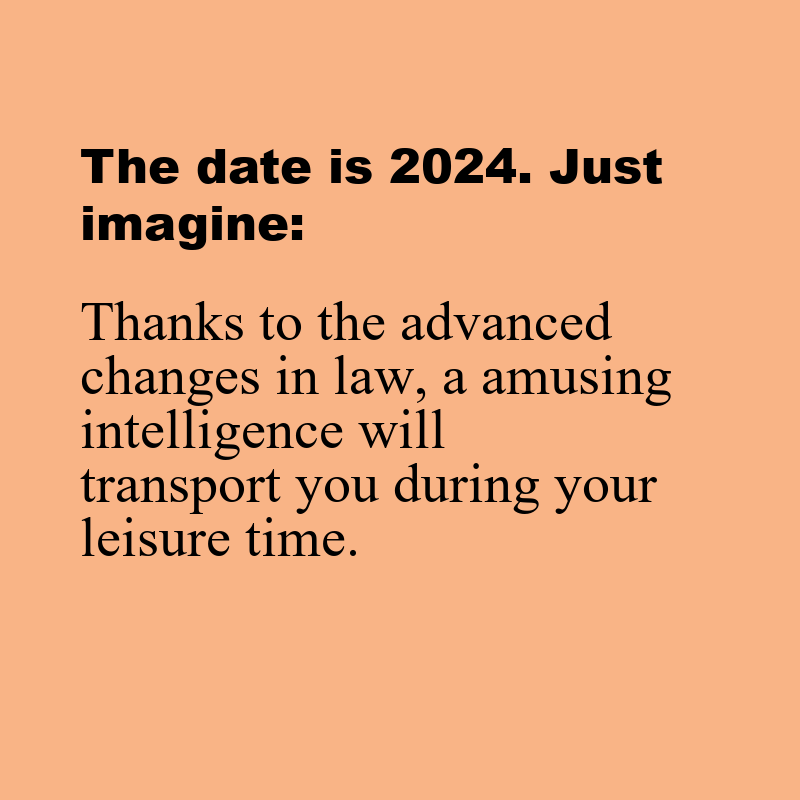 The date is 2024. Just
imagine:
Thanks to the advanced
changes in law, a amusing
intelligence will
transport you during your
leisure time.